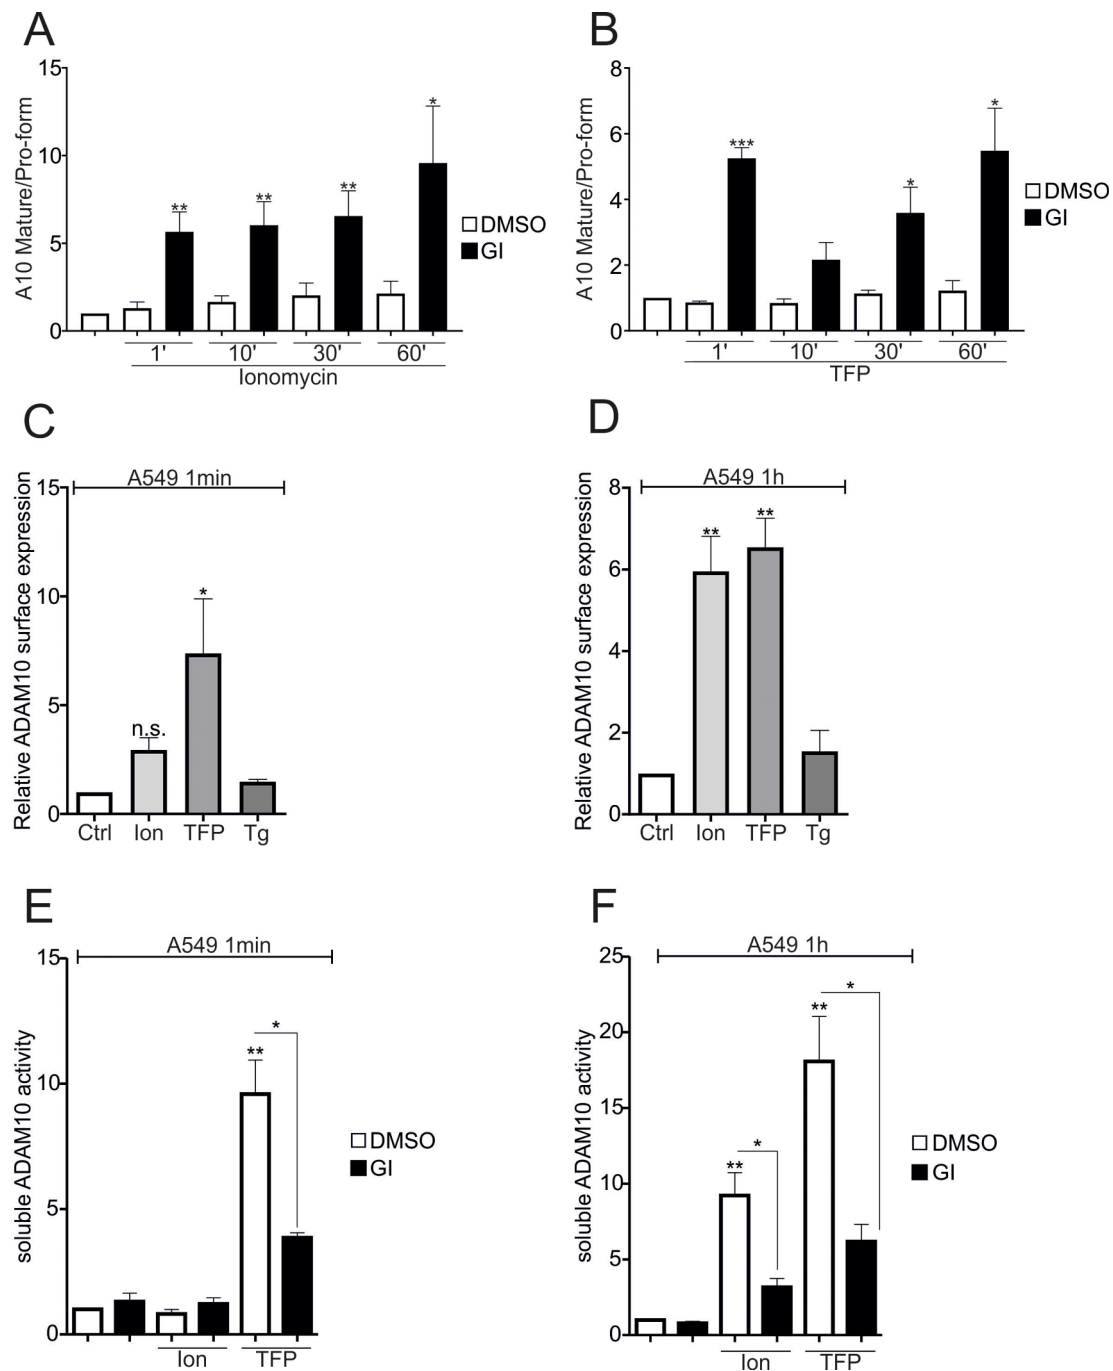 A
A10 Mature/Pro-form
15
10
5
0
** ** ** *
DMSO
GI
1' 10' 30' 60'
Ionomycin
B
A10 Mature/Pro-form
8
6
4
2
0
*** * *
DMSO
GI
1' 10' 30' 60'
TFP
C
A549 1min
Relative ADAM10 surface expression
15
10
5
0
n.s. *
Ctrl Ion TFP Tg
D
A549 1h
Relative ADAM10 surface expression
8
6
4
2
0
** **
Ctrl Ion TFP Tg
E
A549 1min
soluble ADAM10 activity
15
10
5
0
** *
DMSO
GI
Ion TFP
F
A549 1h
soluble ADAM10 activity
25
20
15
10
5
0
** * ** *
DMSO
GI
Ion TFP